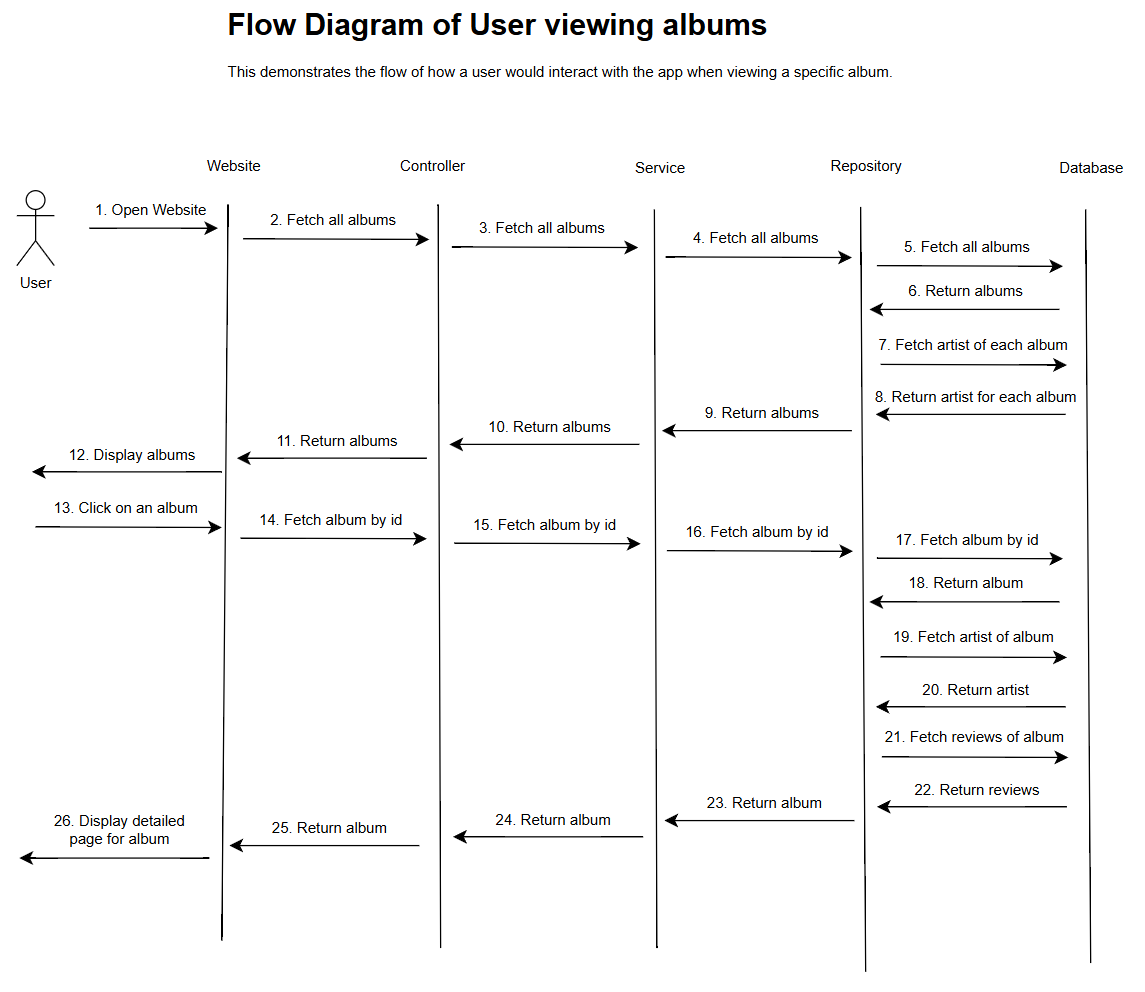 Flow Diagram of User viewing albums
This demonstrates the flow of how a user would interact with the app when viewing a specific album.
Website
Controller
Service
Repository
Database
User
1. Open Website
2. Fetch all albums
3. Fetch all albums
4. Fetch all albums
5. Fetch all albums
6. Return albums
7. Fetch artist of each album
8. Return artist for each album
9. Return albums
10. Return albums
11. Return albums
12. Display albums
13. Click on an album
14. Fetch album by id
15. Fetch album by id
16. Fetch album by id
17. Fetch album by id
18. Return album
19. Fetch artist of album
20. Return artist
21. Fetch reviews of album
22. Return reviews
23. Return album
24. Return album
25. Return album
26. Display detailed
page for album